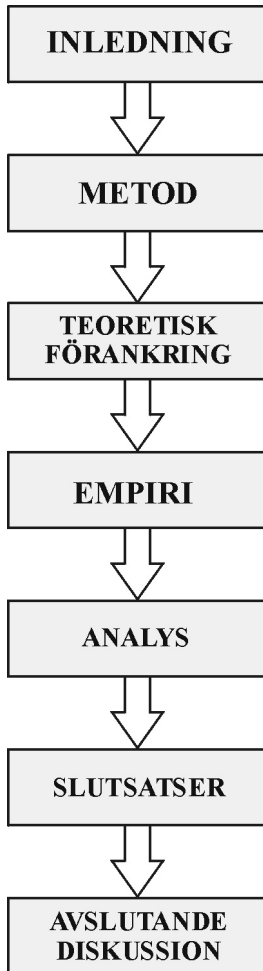 INLEDNING
METOD
TEORETISK
FÖRANKRING
EMPIRI
ANALYS
SLUTSATSER
AVSLUTANDE
DISKUSSION